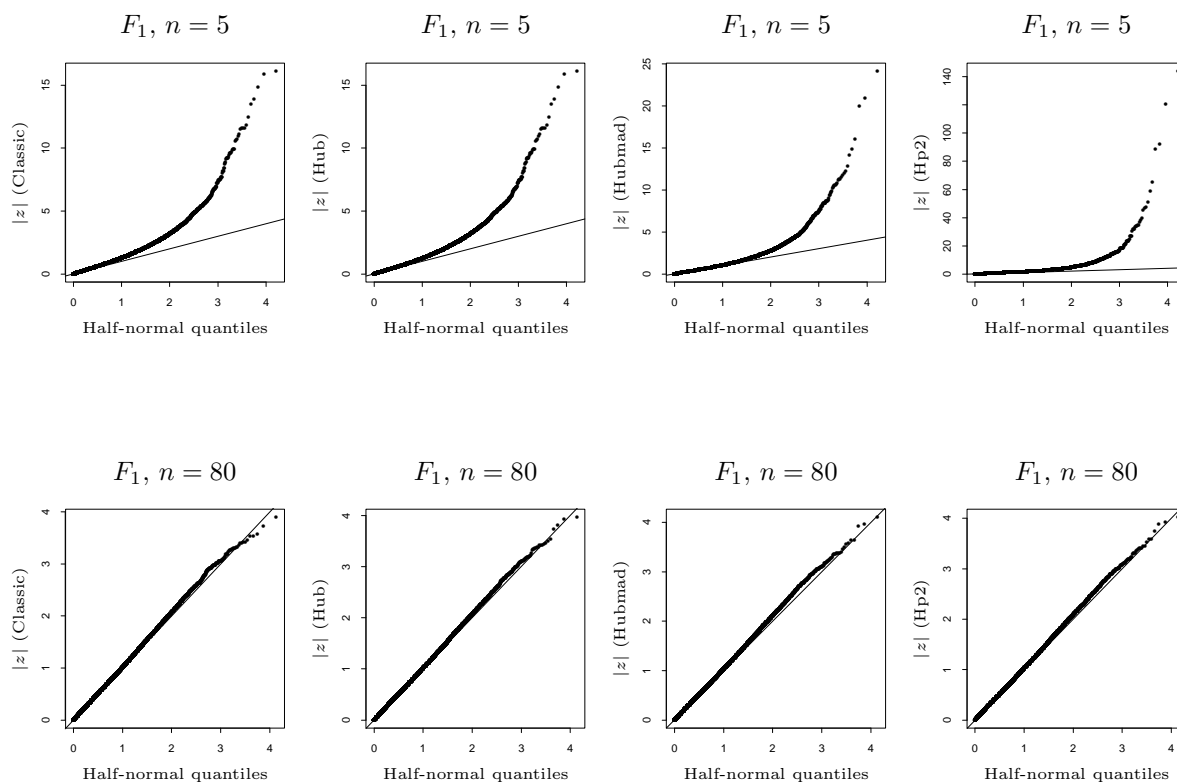 F₁, n = 5
F₁, n = 5
F₁, n = 5
F₁, n = 5
|z| (Classic)
0 5 10 15
0 1 2 3 4
Half-normal quantiles
|z| (Hub)
0 5 10 15
0 1 2 3 4
Half-normal quantiles
|z| (Hubmad)
0 5 10 15 20 25
0 1 2 3 4
Half-normal quantiles
|z| (Hp2)
0 20 40 60 80 100 120 140
0 1 2 3 4
Half-normal quantiles
F₁, n = 80
F₁, n = 80
F₁, n = 80
F₁, n = 80
|z| (Classic)
0 1 2 3 4
0 1 2 3 4
Half-normal quantiles
|z| (Hub)
0 1 2 3 4
0 1 2 3 4
Half-normal quantiles
|z| (Hubmad)
0 1 2 3 4
0 1 2 3 4
Half-normal quantiles
|z| (Hp2)
0 1 2 3 4
0 1 2 3 4
Half-normal quantiles